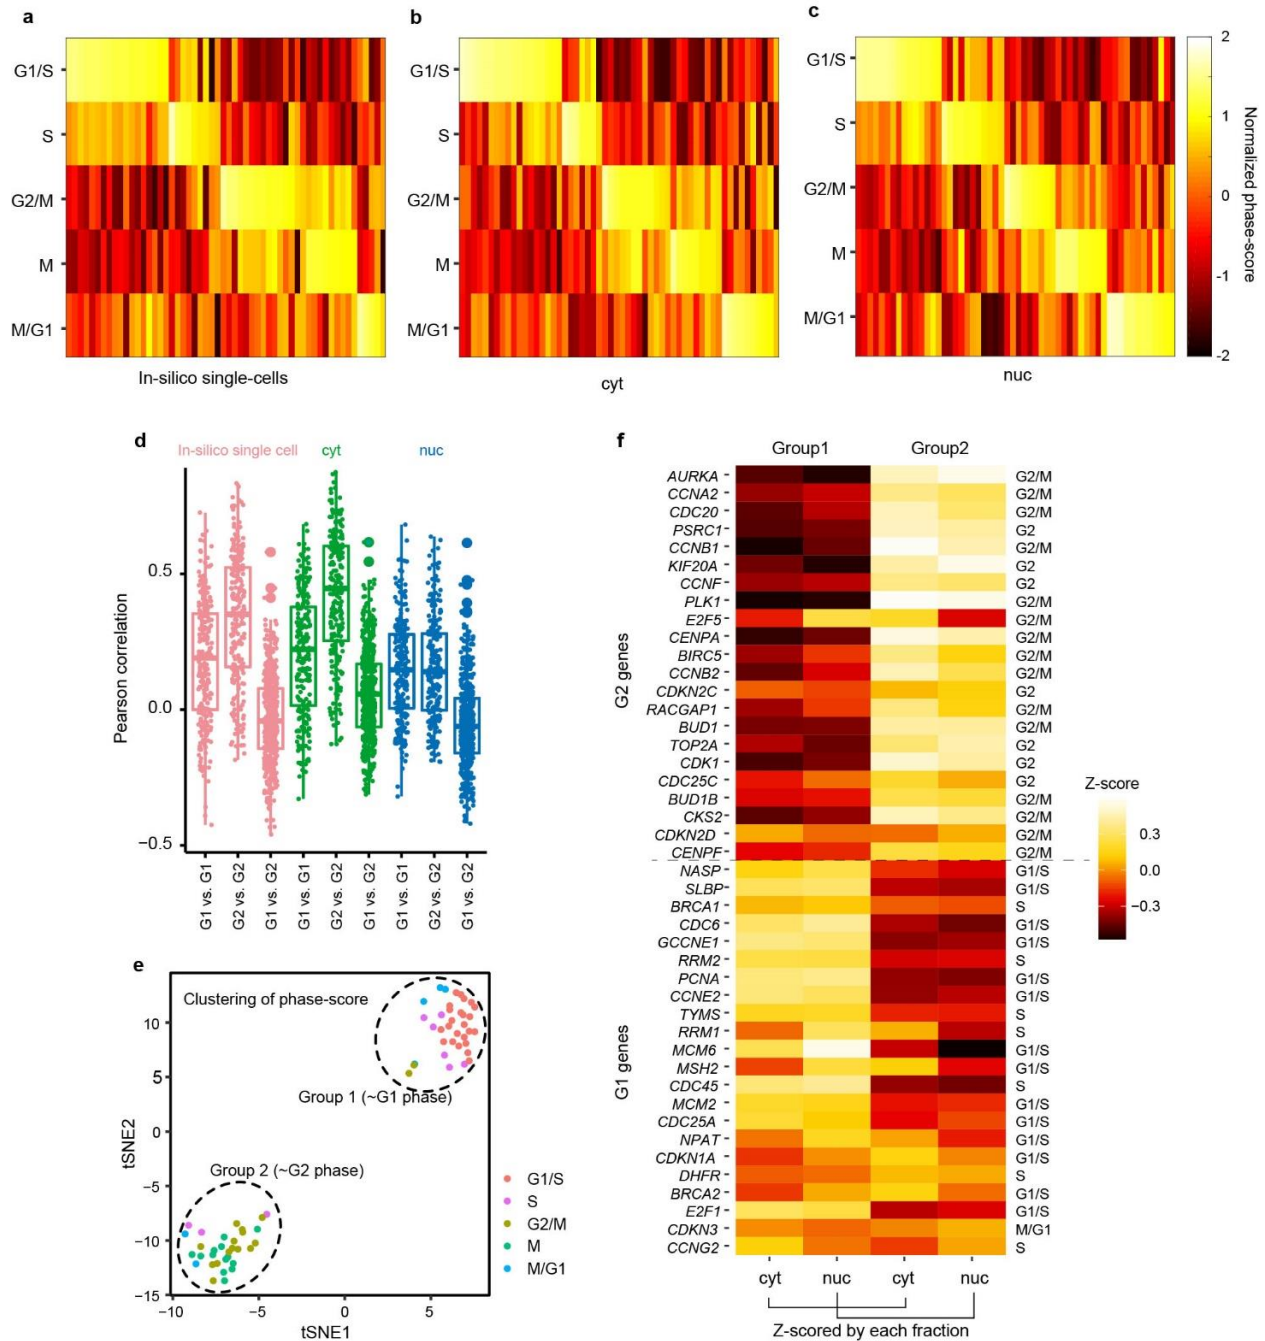 a
b
c
G1/S
S
G2/M
M
M/G1
In-silico single-cells
G1/S
S
G2/M
M
M/G1
cyt
G1/S
S
G2/M
M
M/G1
nuc
2
1
0
-1
-2
Normalized phase-score
d
In-silico single cell
cyt
nuc
Pearson correlation
0.5
0.0
−0.5
G1 vs. G1
G2 vs. G2
G1 vs. G2
G1 vs. G1
G2 vs. G2
G1 vs. G2
G1 vs. G1
G2 vs. G2
G1 vs. G2
e
Clustering of phase-score
Group 1 (~G1 phase)
Group 2 (~G2 phase)
tSNE2
10
5
0
−5
−10
−15
−10
−5
0
5
tSNE1
G1/S
S
G2/M
M
M/G1
f
Group1
Group2
G2 genes
AURKA G2/M
CCNA2 G2/M
CDC20 G2/M
PSRC1 G2
CCNB1 G2/M
KIF20A G2
CCNF G2
PLK1 G2/M
E2F5 G2/M
CENPA G2/M
BIRC5 G2/M
CCNB2 G2/M
CDKN2C G2
RACGAP1 G2/M
BUD1 G2/M
TOP2A G2
CDK1 G2
CDC25C G2
BUD1B G2/M
CKS2 G2/M
CDKN2D G2/M
CENPF G2/M
G1 genes
NASP G1/S
SLBP G1/S
BRCA1 S
CDC6 G1/S
GCCNE1 G1/S
RRM2 S
PCNA G1/S
CCNE2 G1/S
TYMS S
RRM1 S
MCM6 G1/S
MSH2 G1/S
CDC45 S
MCM2 G1/S
CDC25A G1/S
NPAT G1/S
CDKN1A G1/S
DHFR S
BRCA2 G1/S
E2F1 G1/S
CDKN3 M/G1
CCNG2 S
cyt
nuc
cyt
nuc
Z-scored by each fraction
Z-score
0.3
0.0
−0.3